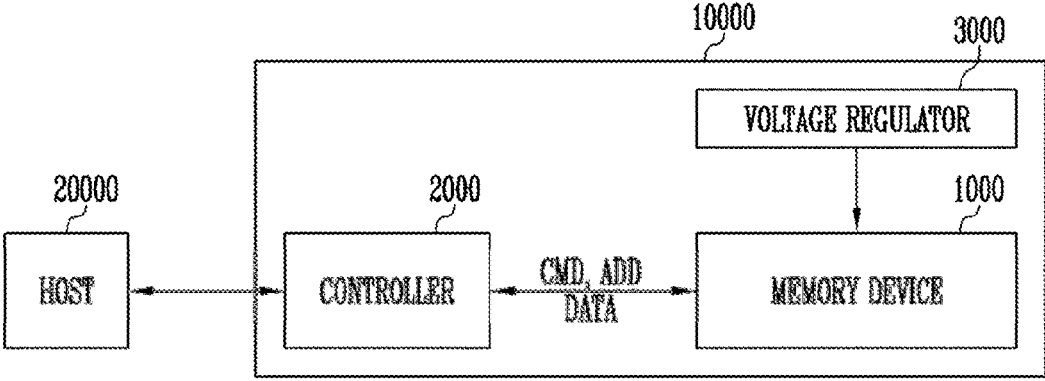 10000
3000
VOLTAGE REGULATOR
20000
2000
1000
HOST
CONTROLLER
CMD, ADD
DATA
MEMORY DEVICE